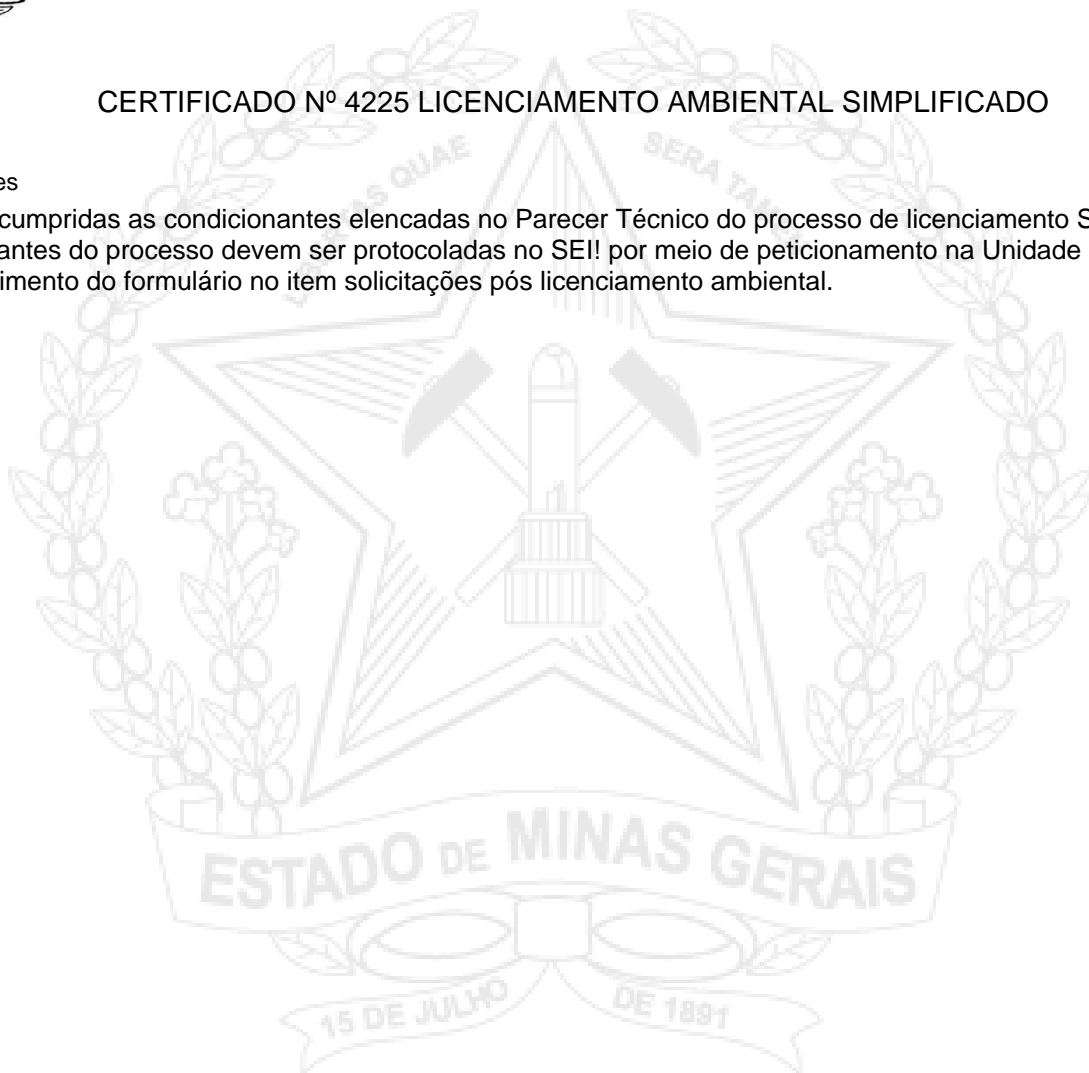 CERTIFICADO Nº 4225 LICENCIAMENTO AMBIENTAL SIMPLIFICADO
es
cumpridas as condicionantes elencadas no Parecer Técnico do processo de licenciamento S
antes do processo devem ser protocoladas no SEI! por meio de peticionamento na Unidade
imento do formulário no item solicitações pós licenciamento ambiental.
QUAE SERA TAMEN
ESTADO DE MINAS GERAIS
15 DE JULHO DE 1891